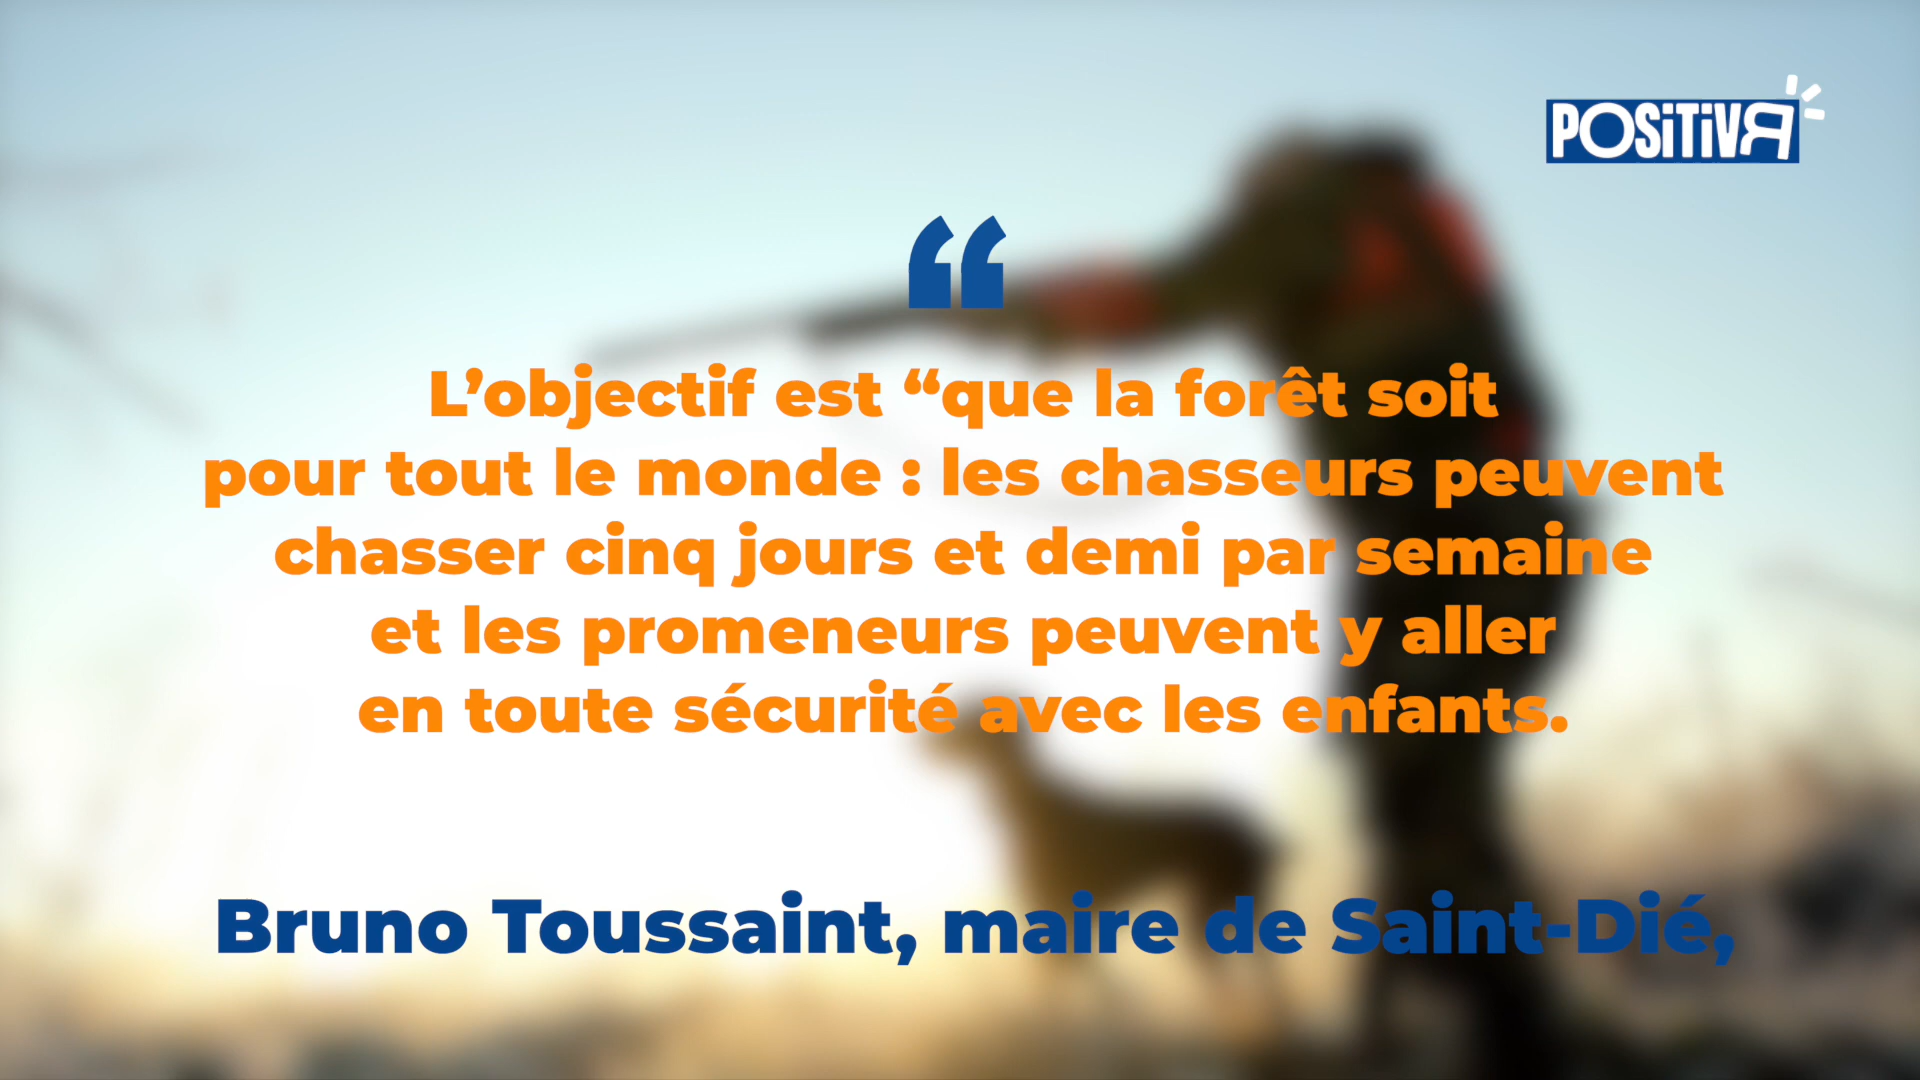 POSiTiVR
“
L’objectif est “que la forêt soit
pour tout le monde : les chasseurs peuvent
chasser cinq jours et demi par semaine
et les promeneurs peuvent y aller
en toute sécurité avec les enfants.
Bruno Toussaint, maire de Saint-Dié,